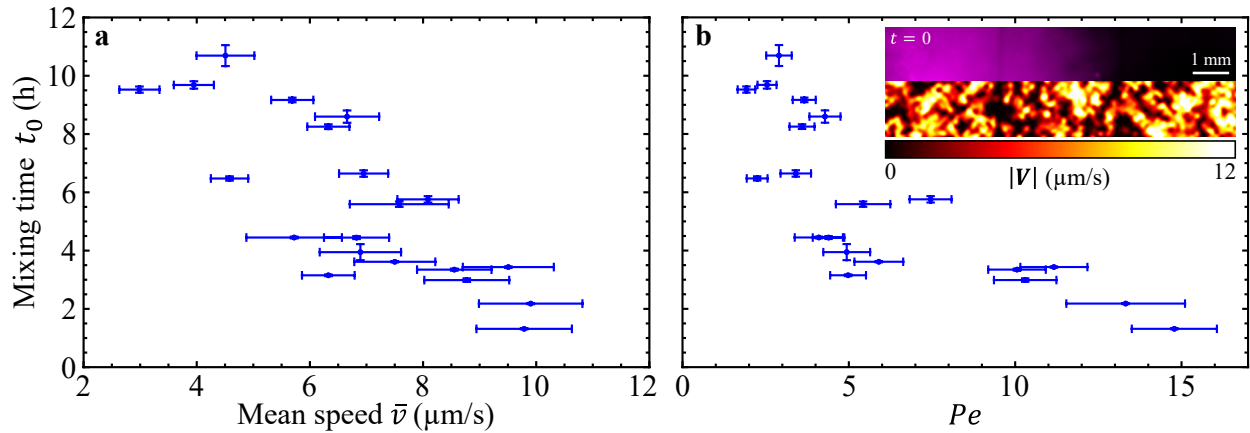 a
12
10
8
6
4
2
0
Mixing time t₀ (h)
2
4
6
8
10
12
Mean speed v̄ (µm/s)
b
t = 0
1 mm
0
12
|V| (µm/s)
0
5
10
15
Pe